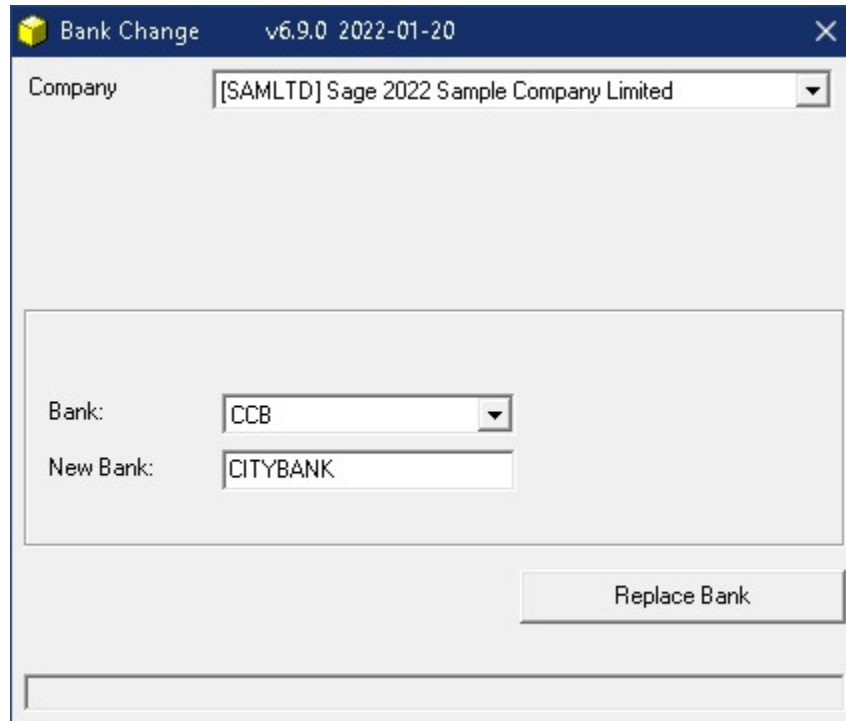 Bank Change v6.9.0 2022-01-20
Company [SAMLTD] Sage 2022 Sample Company Limited
Bank: CCB
New Bank: CITYBANK
Replace Bank